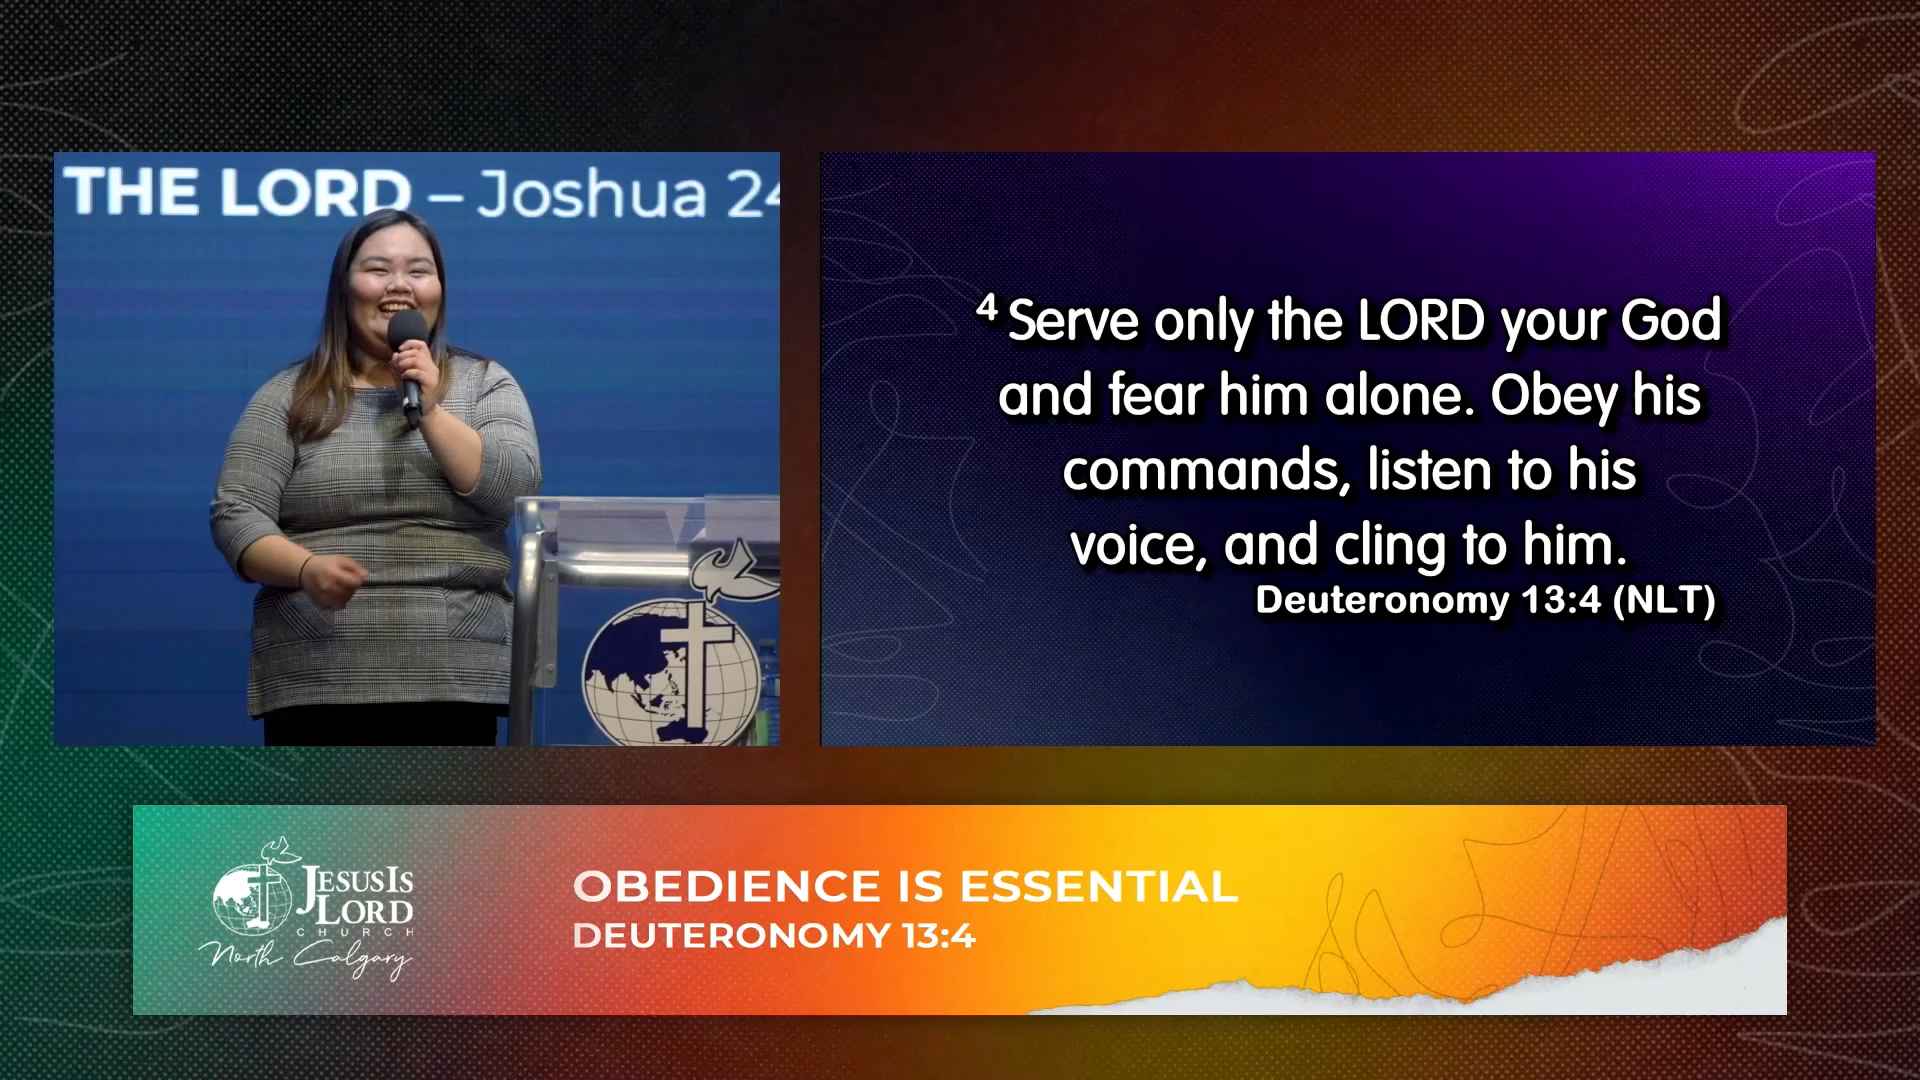 THE LORD – Joshua 24
4 Serve only the LORD your God
and fear him alone. Obey his
commands, listen to his
voice, and cling to him.
Deuteronomy 13:4 (NLT)
JESUS IS
LORD
CHURCH
North Calgary
OBEDIENCE IS ESSENTIAL
DEUTERONOMY 13:4